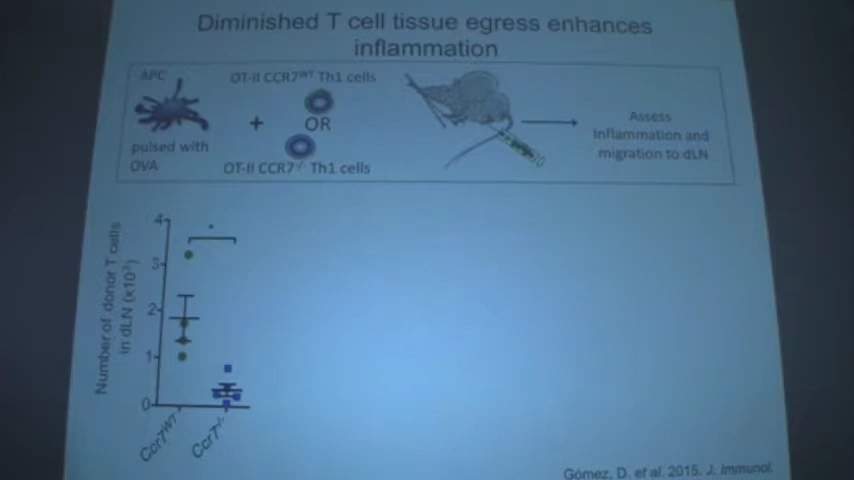 Diminished T cell tissue egress enhances
inflammation
APC
pulsed with
OVA
+
OT-II CCR7WT Th1 cells
OR
OT-II CCR7-/- Th1 cells
Assess
Inflammation and
migration to dLN
Number of donor T cells
in dLN (x10³)
4
3
2
1
0
*
Ccr7WT
Ccr7-/-
Gómez, D. et al. 2015. J. Immunol.